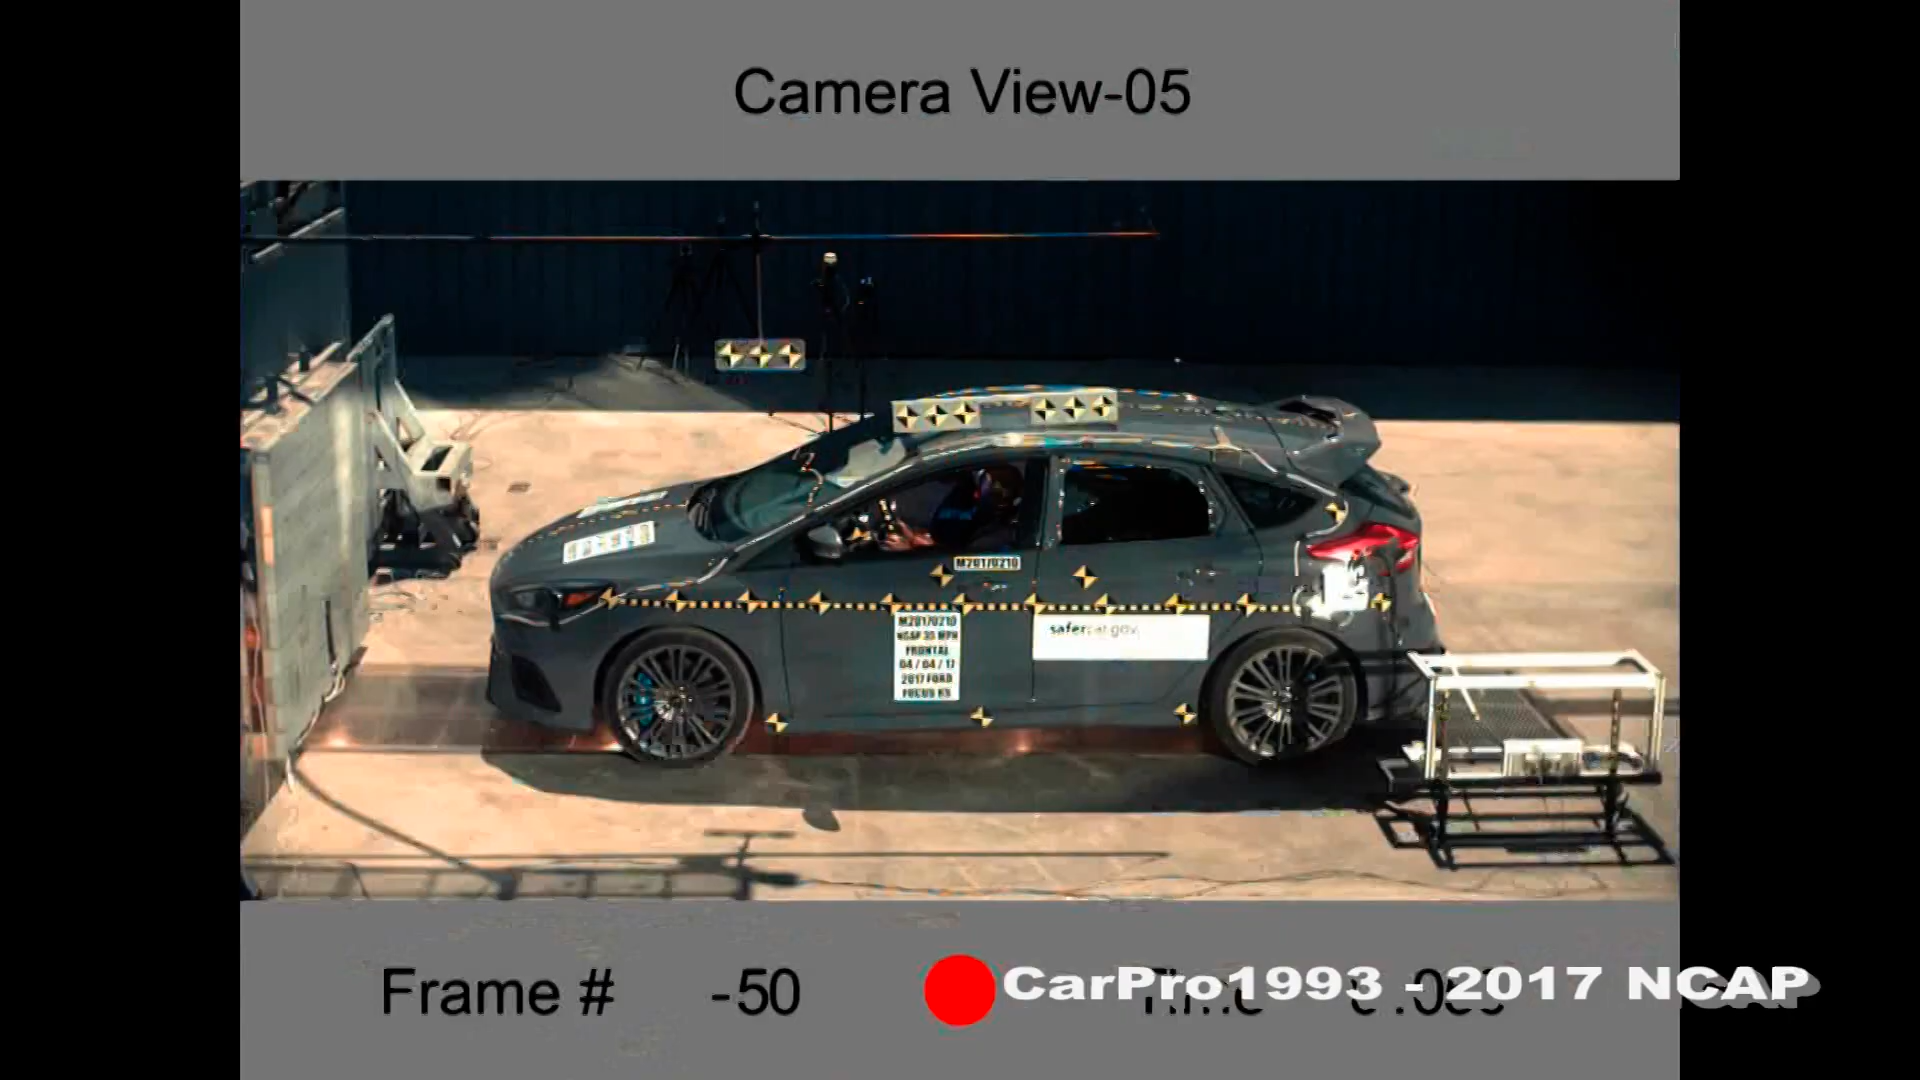 Camera View-05
M20170210
M20170210
NCAP 35 MPH
FRONTAL
04 / 04 / 17
2017 FORD
FOCUS RS
safercar.gov
Frame # -50
CarPro1993 - 2017 NCAP